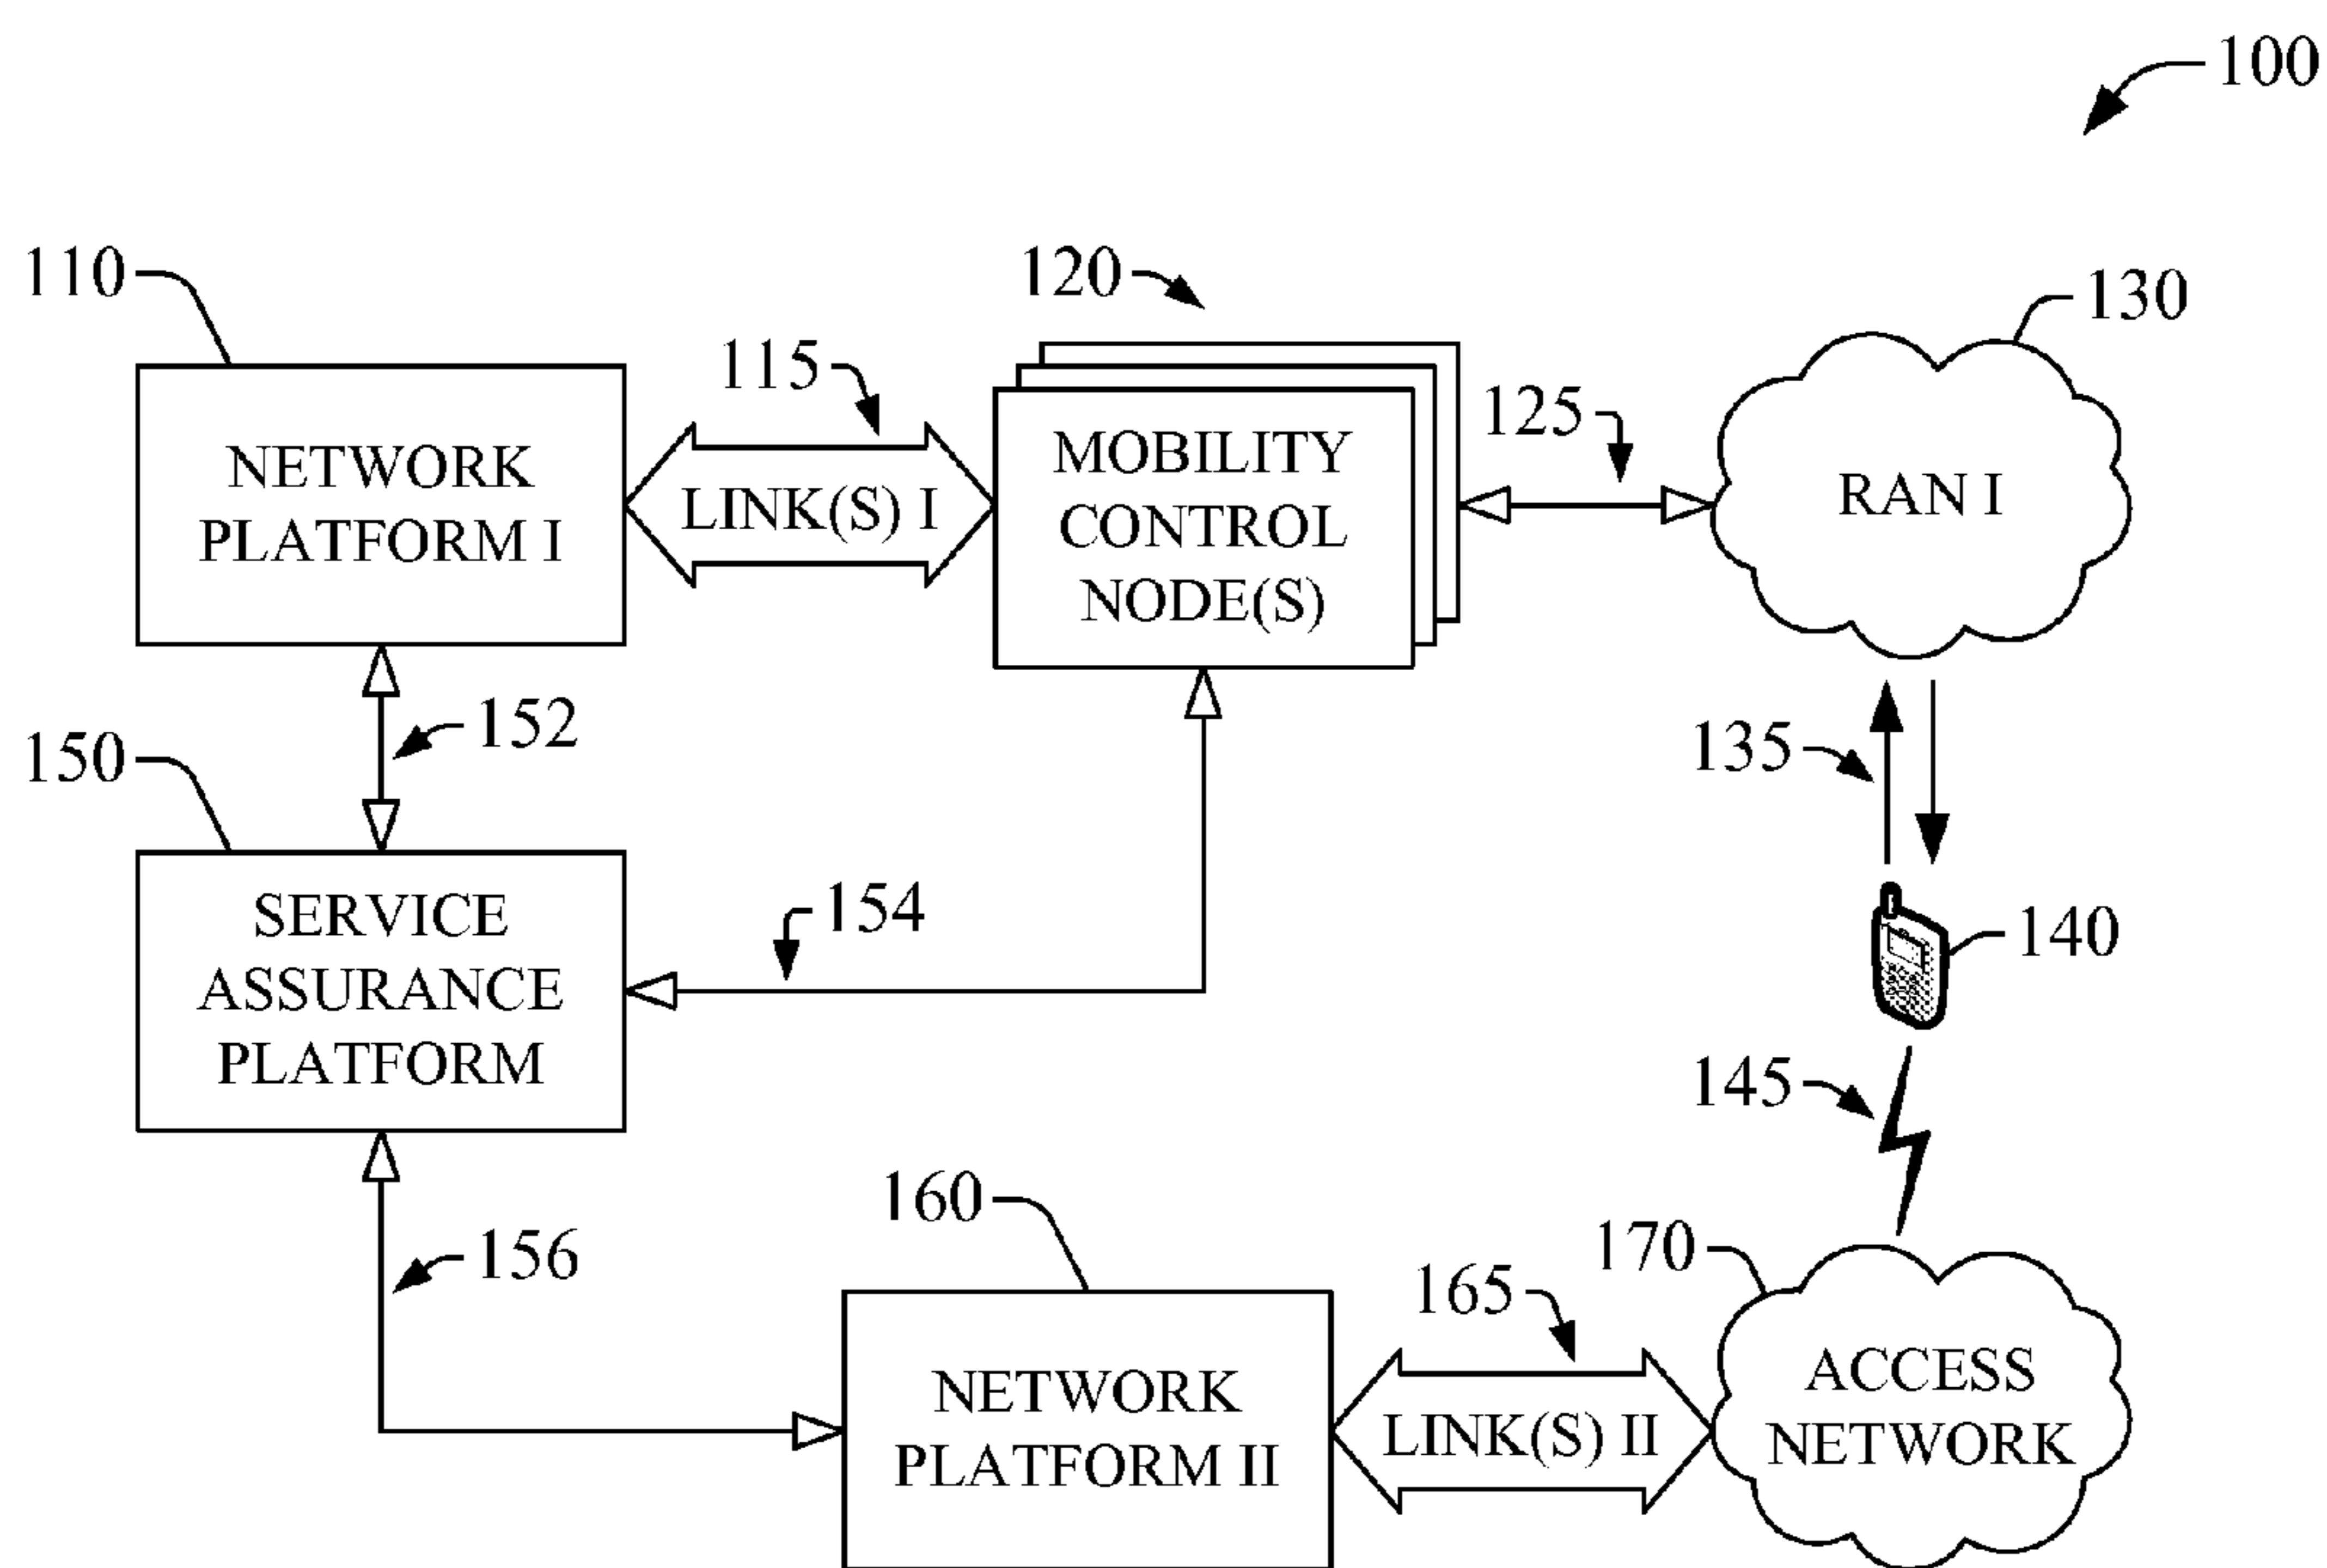 100
110
120
130
115
125
NETWORK
PLATFORM I
LINK(S) I
MOBILITY
CONTROL
NODE(S)
RAN I
152
135
150
SERVICE
ASSURANCE
PLATFORM
154
140
145
156
160
170
165
NETWORK
PLATFORM II
LINK(S) II
ACCESS
NETWORK